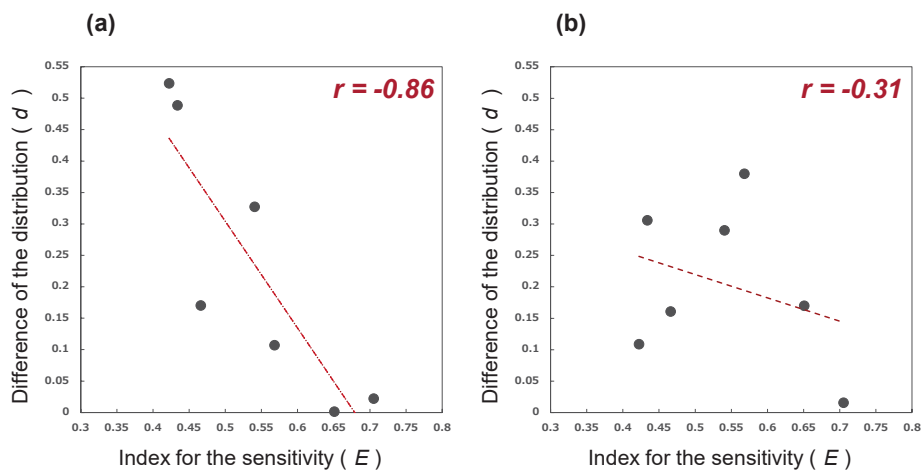 (a)
r = -0.86
Difference of the distribution ( d )
0.55
0.5
0.45
0.4
0.35
0.3
0.25
0.2
0.15
0.1
0.05
0
0.3 0.35 0.4 0.45 0.5 0.55 0.6 0.65 0.7 0.75 0.8
Index for the sensitivity ( E )
(b)
r = -0.31
Difference of the distribution ( d )
0.55
0.5
0.45
0.4
0.35
0.3
0.25
0.2
0.15
0.1
0.05
0
0.3 0.35 0.4 0.45 0.5 0.55 0.6 0.65 0.7 0.75 0.8
Index for the sensitivity ( E )